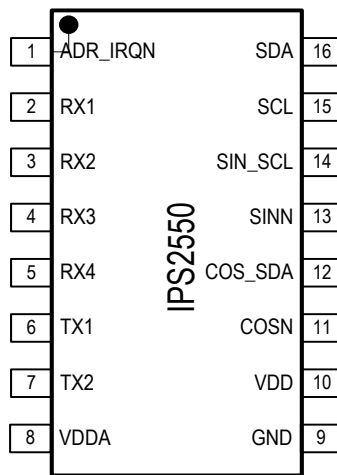 1 ADR_IRQN SDA 16
2 RX1 SCL 15
3 RX2 SIN_SCL 14
4 RX3 SINN 13
5 RX4 COS_SDA 12
6 TX1 COSN 11
7 TX2 VDD 10
8 VDDA GND 9
IPS2550